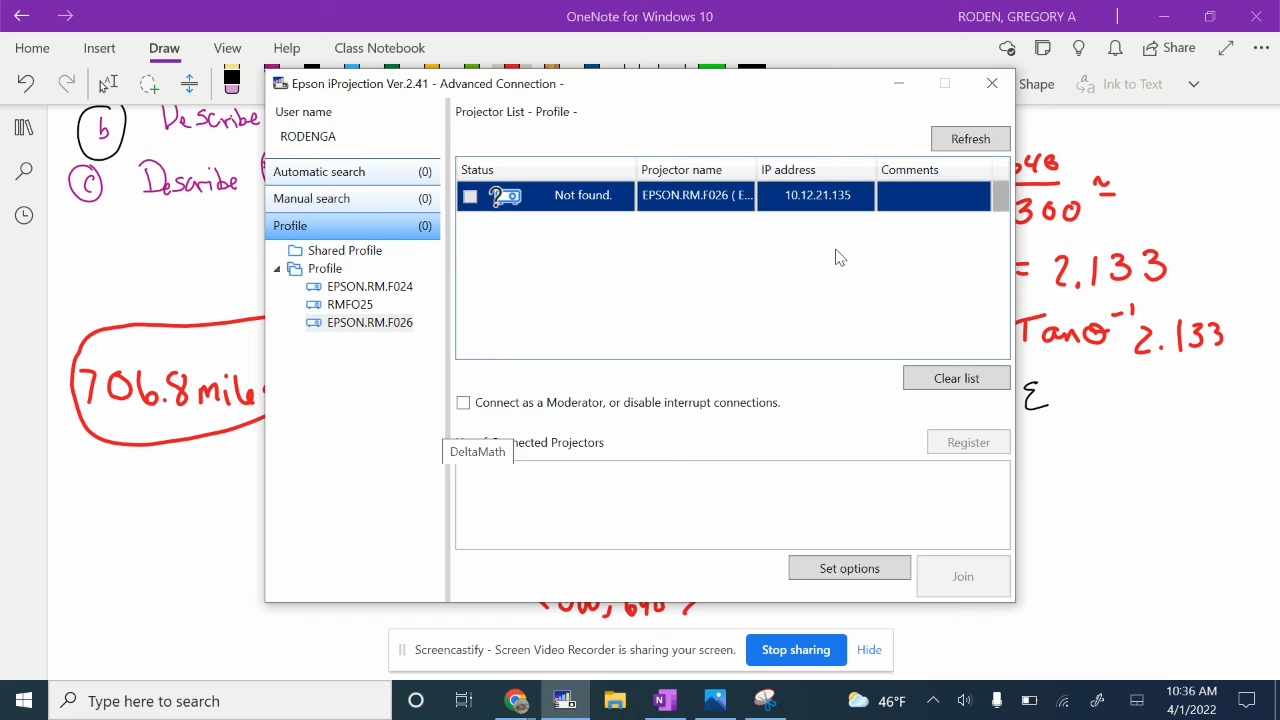 OneNote for Windows 10
RODEN, GREGORY A
Home Insert Draw View Help Class Notebook Share
Shape Ink to Text
b Describe
c Describe
706.8 mile
648
300 ≈
= 2.133
Tanθ⁻¹ 2.133
Epson iProjection Ver.2.41 - Advanced Connection -
User name
RODENGA
Automatic search (0)
Manual search (0)
Profile (0)
Shared Profile
Profile
EPSON.RM.F024
RMFO25
EPSON.RM.F026
Projector List - Profile -
Refresh
Status Projector name IP address Comments
Not found. EPSON.RM.F026 ( E... 10.12.21.135
Clear list
Connect as a Moderator, or disable interrupt connections.
Connected Projectors Register
DeltaMath
Set options Join
Screencastify - Screen Video Recorder is sharing your screen. Stop sharing Hide
Type here to search
46°F
10:36 AM
4/1/2022